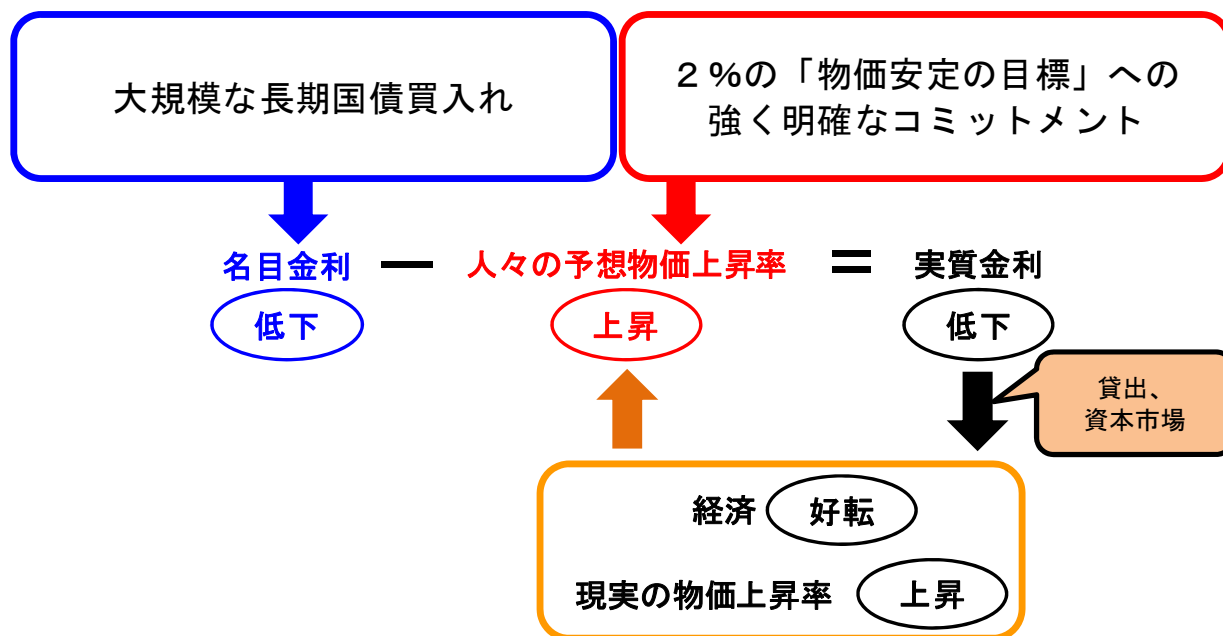 大規模な長期国債買入れ
２％の「物価安定の目標」への
強く明確なコミットメント
名目金利 － 人々の予想物価上昇率 ＝ 実質金利
低下 上昇 低下
貸出、
資本市場
経済 好転
現実の物価上昇率 上昇